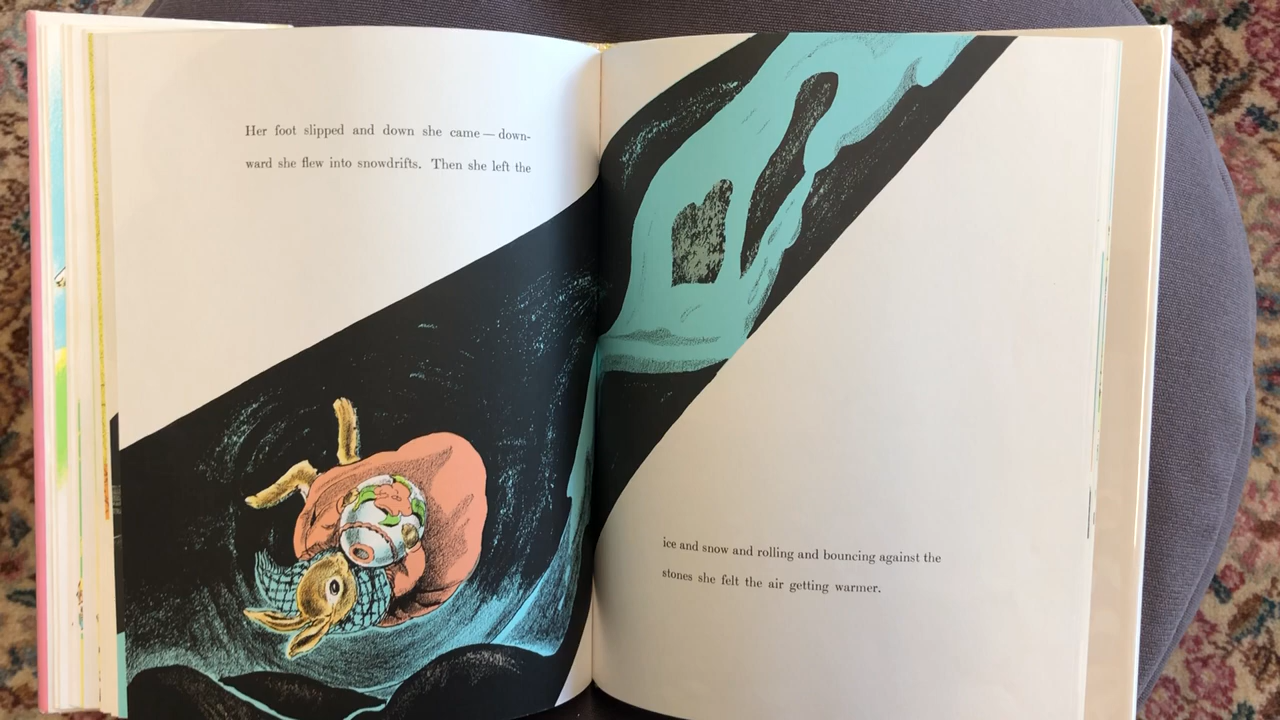 Her foot slipped and down she came — down-
ward she flew into snowdrifts. Then she left the
ice and snow and rolling and bouncing against the
stones she felt the air getting warmer.